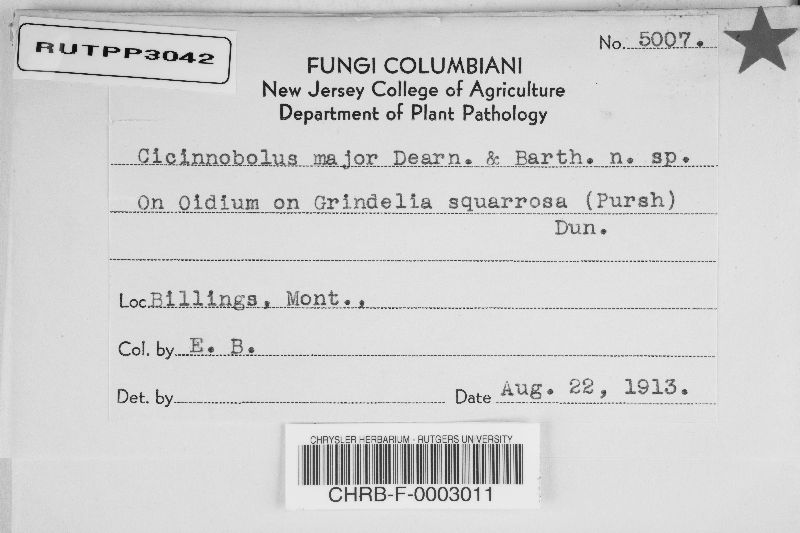 RUTPP3042
No. 5007.
FUNGI COLUMBIANI
New Jersey College of Agriculture
Department of Plant Pathology
Cicinnobolus major Dearn. & Barth. n. sp.
On Oidium on Grindelia squarrosa (Pursh)
Dun.
Loc Billings, Mont.,
Col. by E. B.
Det. by Date Aug. 22, 1913.
CHRYSLER HERBARIUM - RUTGERS UNIVERSITY
CHRB-F-0003011